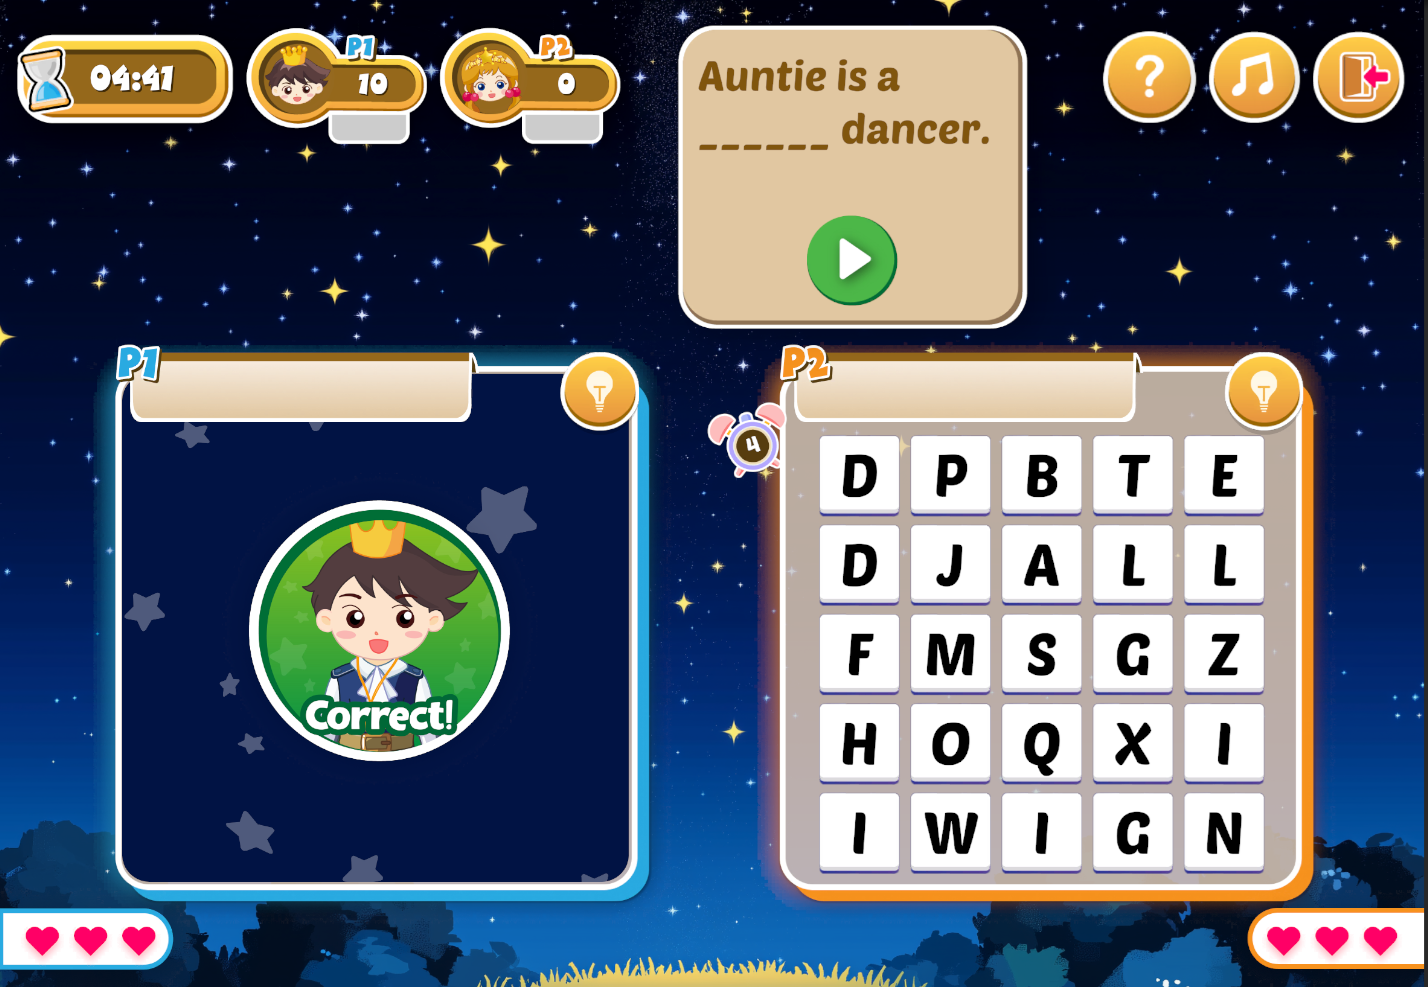 04:41
P1
10
P2
0
Auntie is a
______ dancer.
?
P1
P2
4
Correct!
D P B T E
D J A L L
F M S G Z
H O Q X I
I W I G N